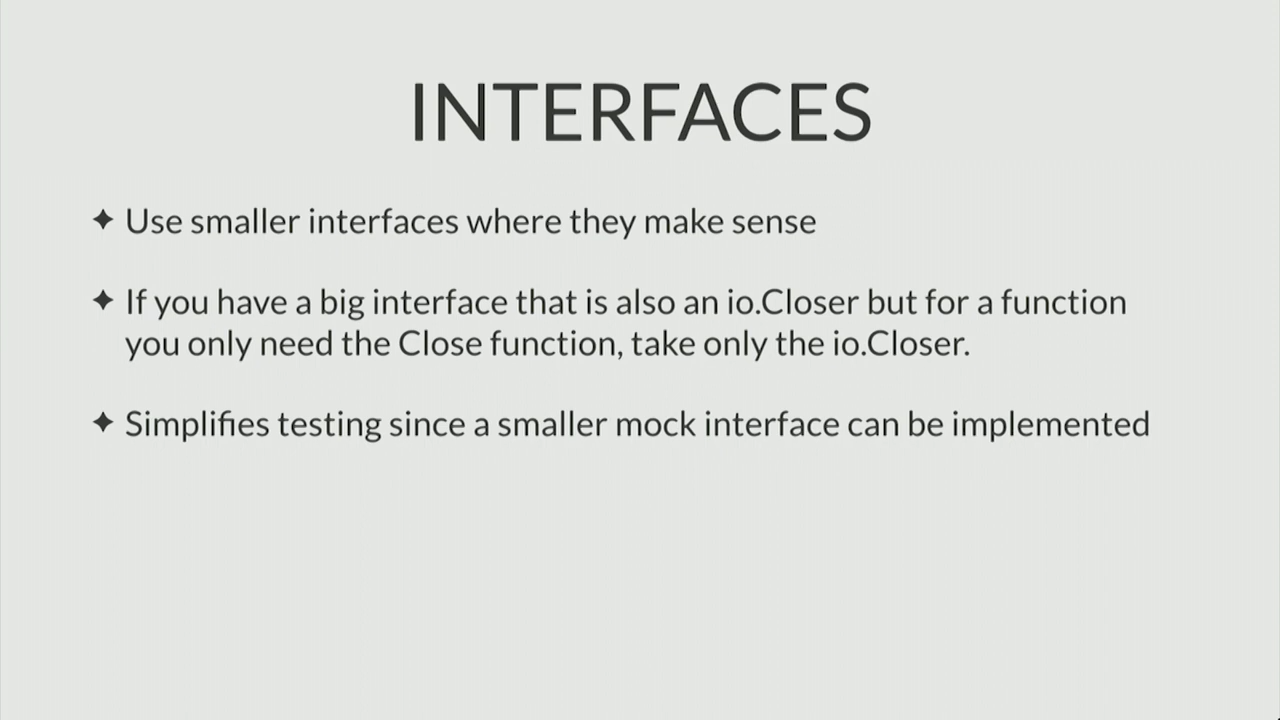 INTERFACES
✦ Use smaller interfaces where they make sense
✦ If you have a big interface that is also an io.Closer but for a function
you only need the Close function, take only the io.Closer.
✦ Simplifies testing since a smaller mock interface can be implemented